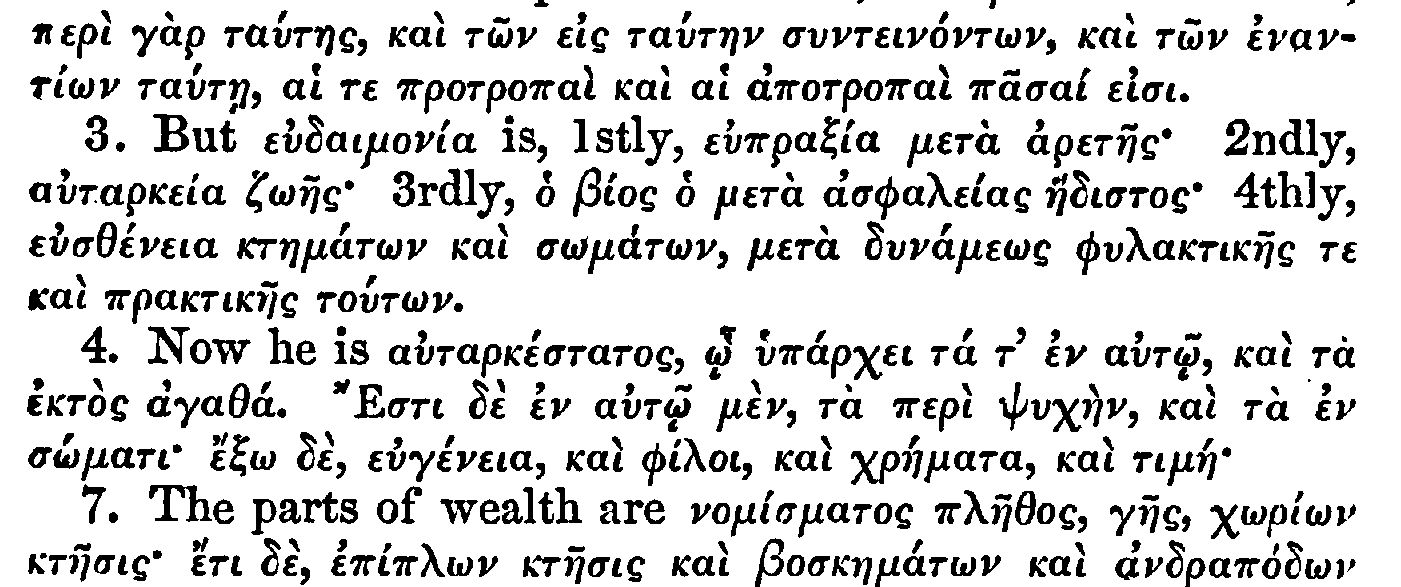 περὶ γὰρ ταύτης, καὶ τῶν εἰς ταύτην συντεινόντων, καὶ τῶν ἐναν-
τίων ταύτῃ, αἱ τε προτροπαὶ καὶ αἱ ἀποτροπαὶ πᾶσαί εἰσι.
3. But εὐδαιμονία is, 1stly, εὐπραξία μετὰ ἀρετῆς· 2ndly,
αὐταρκεία ζωῆς· 3rdly, ὁ βίος ὁ μετὰ ἀσφαλείας ἥδιστος· 4thly,
εὐσθένεια κτημάτων καὶ σωμάτων, μετὰ δυνάμεως φυλακτικῆς τε
καὶ πρακτικῆς τούτων.
4. Now he is αὐταρκέστατος, ᾧ ὑπάρχει τά τ’ ἐν αὐτῷ, καὶ τὰ
ἐκτὸς ἀγαθά. Ἔστι δὲ ἐν αὐτῷ μὲν, τὰ περὶ ψυχὴν, καὶ τὰ ἐν
σώματι· ἔξω δὲ, εὐγένεια, καὶ φίλοι, καὶ χρήματα, καὶ τιμή·
7. The parts of wealth are νομίσματος πλῆθος, γῆς, χωρίων
κτῆσις· ἔτι δὲ, ἐπίπλων κτῆσις καὶ βοσκημάτων καὶ ἀνδραπόδων